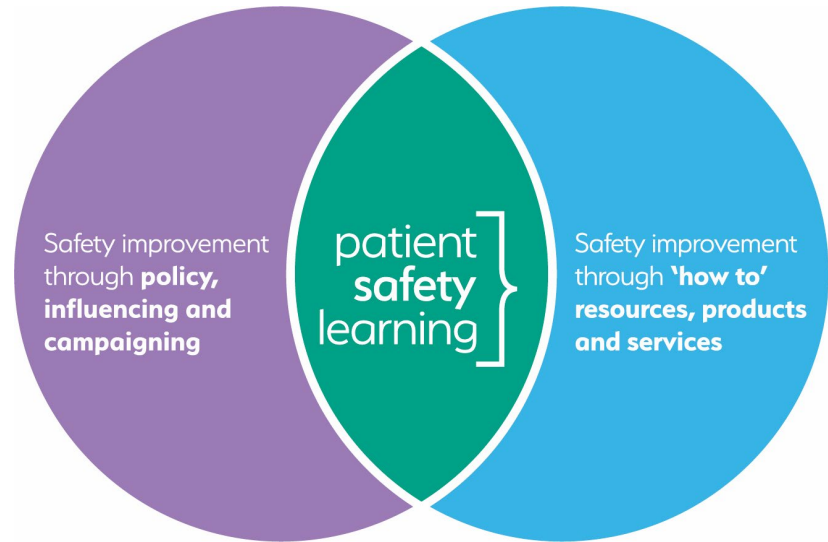 Safety improvement
through policy,
influencing and
campaigning
patient
safety
learning
Safety improvement
through ‘how to’
resources, products
and services